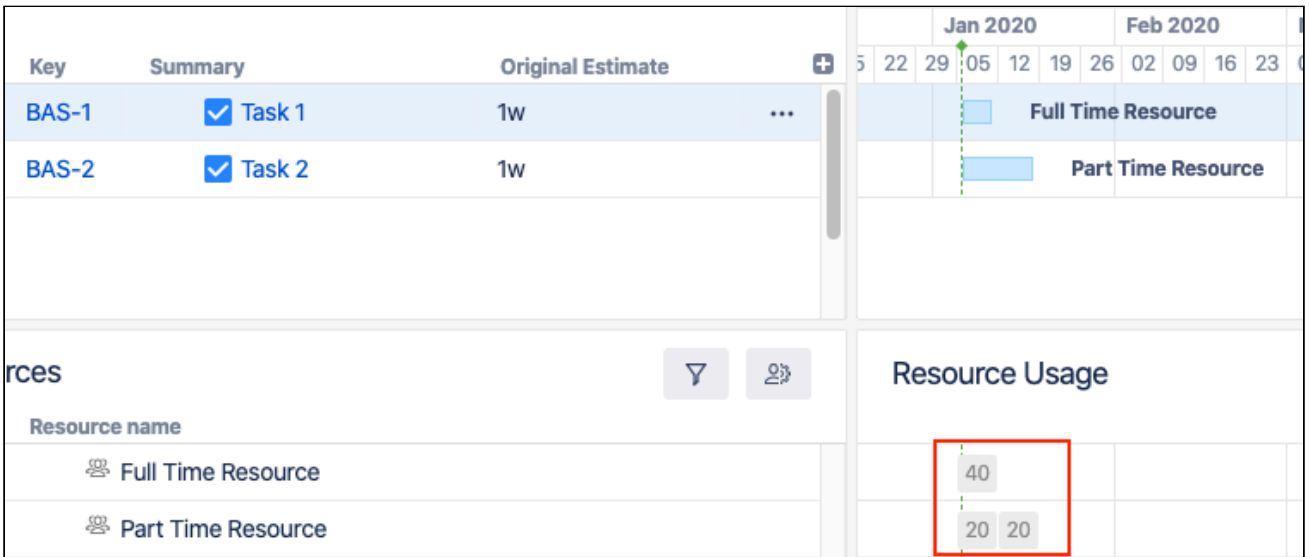 Jan 2020 Feb 2020
Key Summary Original Estimate 5 22 29 05 12 19 26 02 09 16 23
BAS-1 Task 1 1w ... Full Time Resource
BAS-2 Task 2 1w Part Time Resource
rces Resource Usage
Resource name
Full Time Resource 40
Part Time Resource 20 20